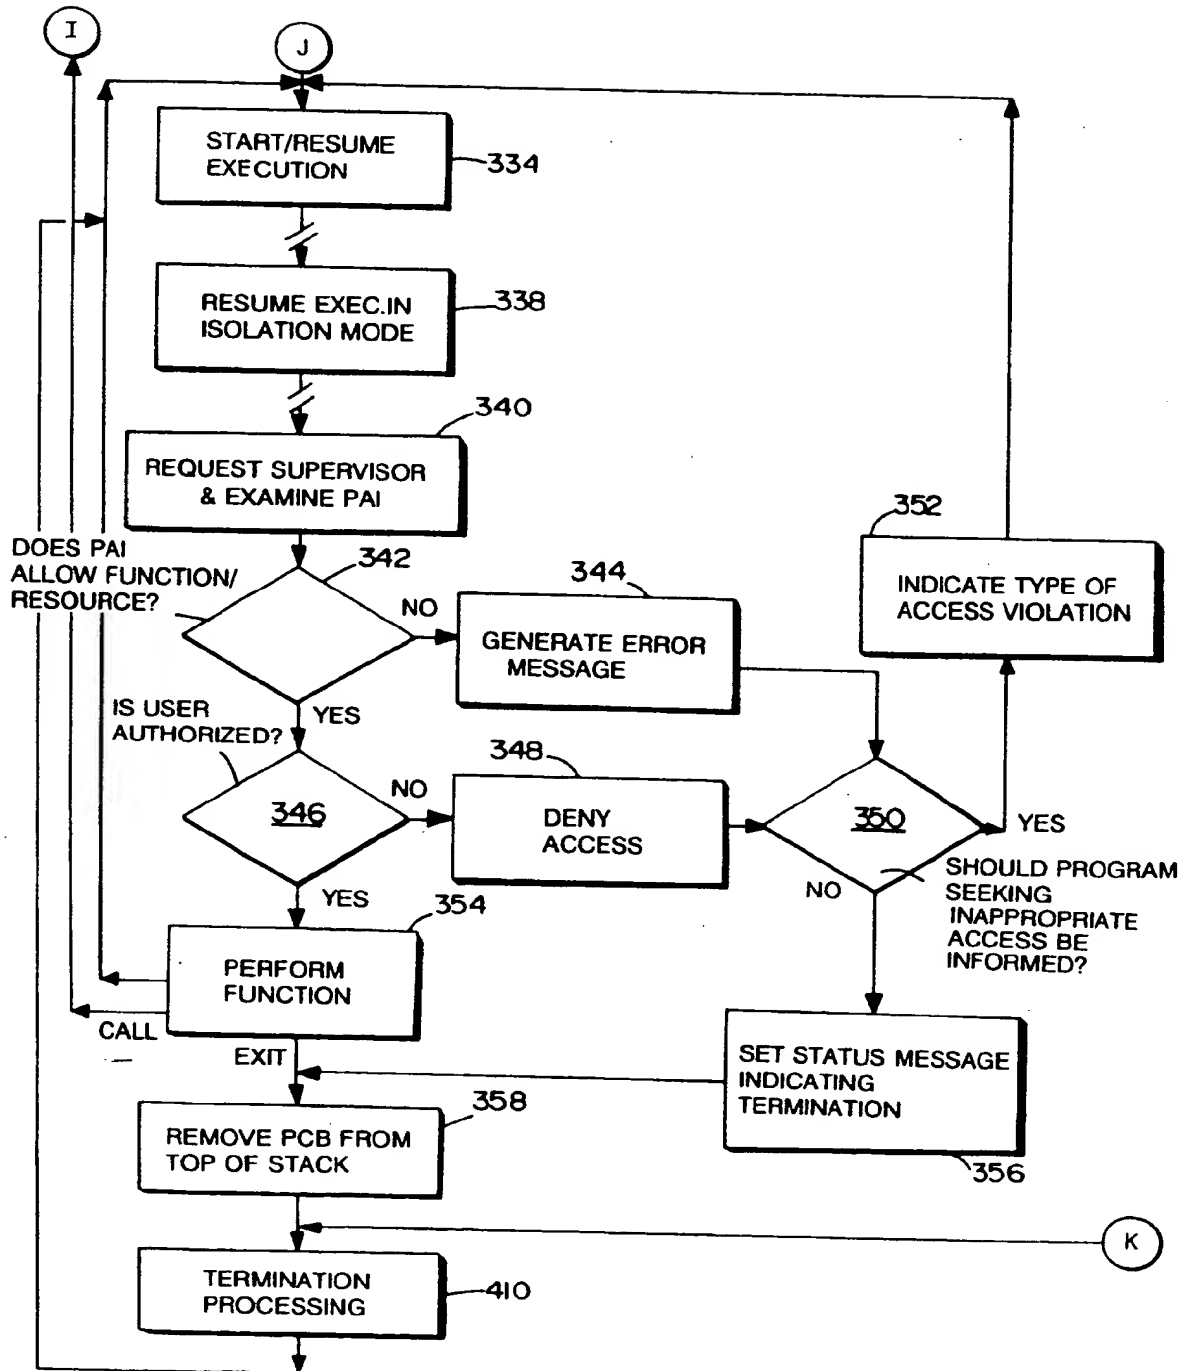 I
J
START/RESUME
EXECUTION
334
RESUME EXEC.IN
ISOLATION MODE
338
340
REQUEST SUPERVISOR
& EXAMINE PAI
352
DOES PAI
ALLOW FUNCTION/
RESOURCE?
342
344
NO
GENERATE ERROR
MESSAGE
INDICATE TYPE OF
ACCESS VIOLATION
YES
IS USER
AUTHORIZED?
346
NO
348
DENY
ACCESS
350
YES
NO
SHOULD PROGRAM
SEEKING
INAPPROPRIATE
ACCESS BE
INFORMED?
YES
354
PERFORM
FUNCTION
CALL
EXIT
SET STATUS MESSAGE
INDICATING
TERMINATION
356
358
REMOVE PCB FROM
TOP OF STACK
K
TERMINATION
PROCESSING
410